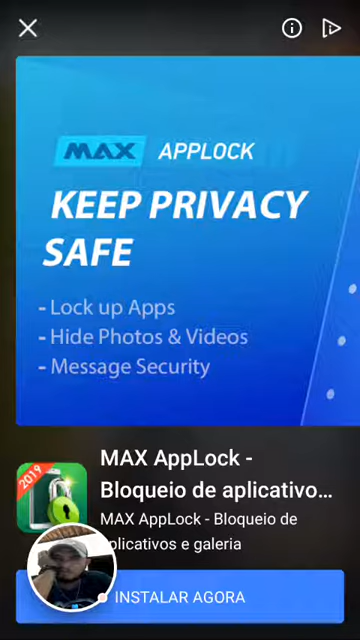 MAX APPLOCK
KEEP PRIVACY
SAFE
- Lock up Apps
- Hide Photos & Videos
- Message Security
2019
MAX AppLock -
Bloqueio de aplicativo...
MAX AppLock - Bloqueio de
plicativos e galeria
INSTALAR AGORA